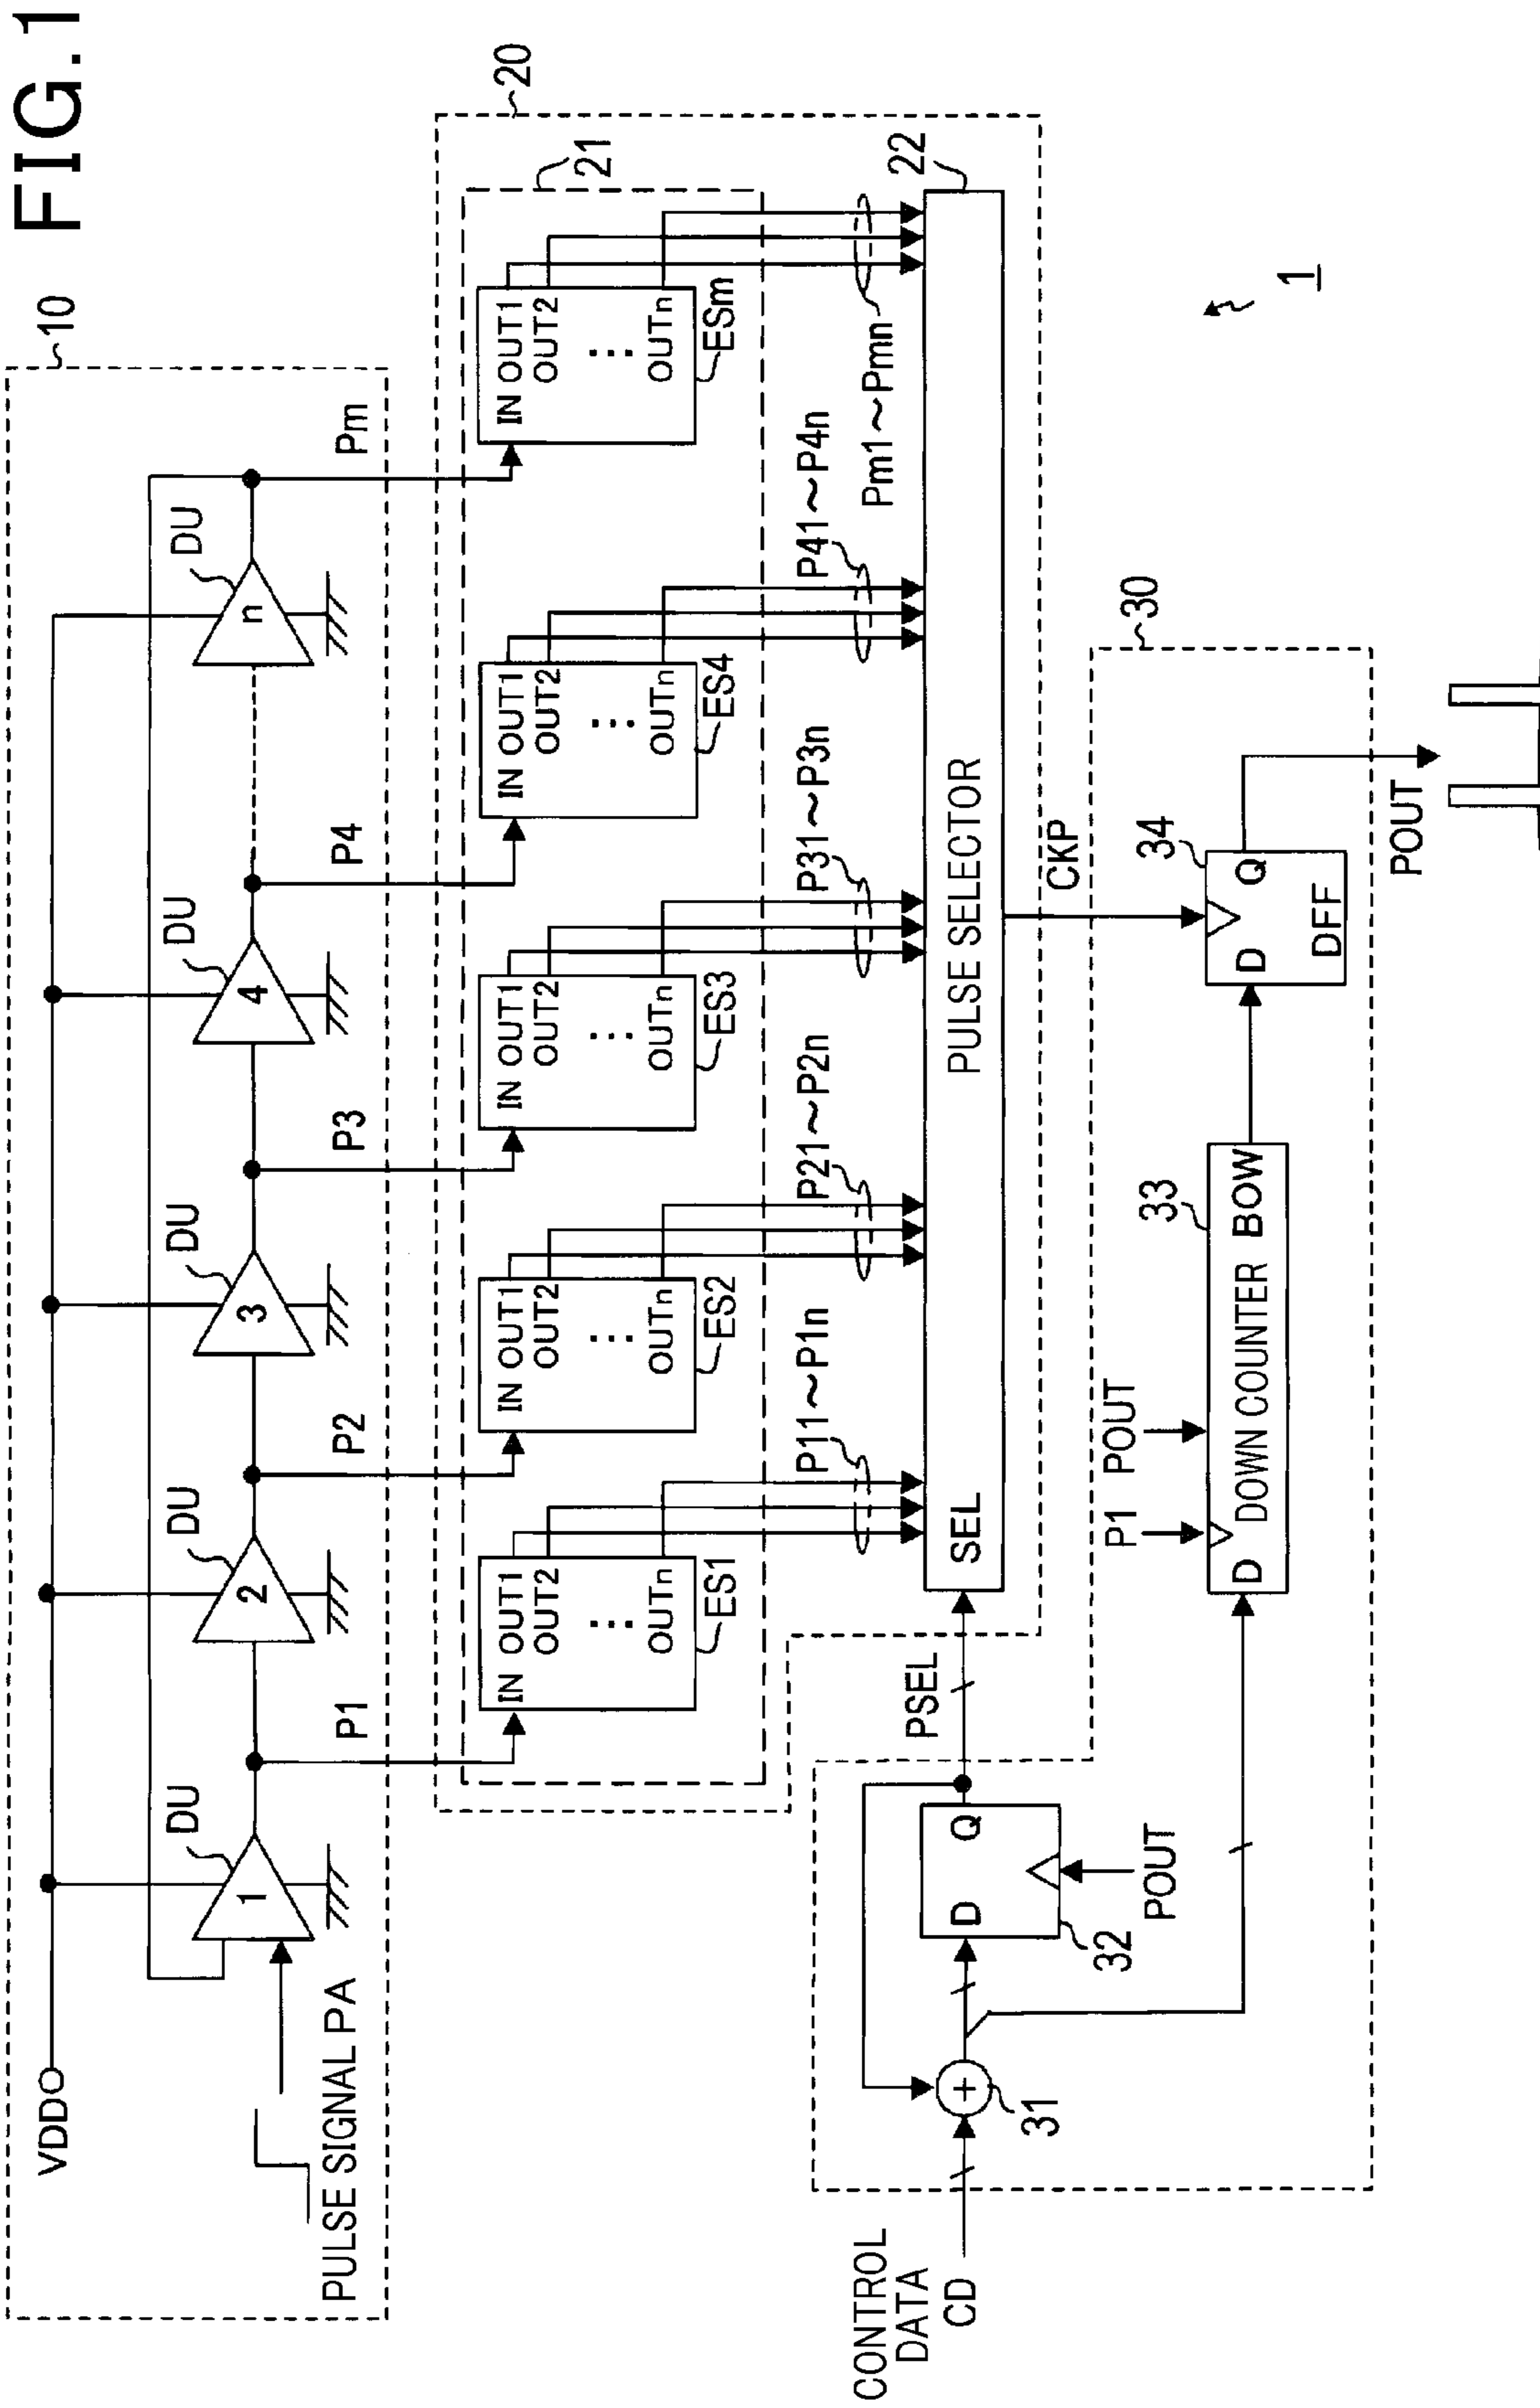 FIG.1
10
VDD
DU
DU
DU
DU
DU
1
2
3
4
n
PULSE SIGNAL PA
P1
P2
P3
P4
Pm
20
21
IN OUT1
OUT2
⋮
OUTn
ES1
IN OUT1
OUT2
⋮
OUTn
ES2
IN OUT1
OUT2
⋮
OUTn
ES3
IN OUT1
OUT2
⋮
OUTn
ES4
IN OUT1
OUT2
⋮
OUTn
ESm
P11~P1n
P21~P2n
P31~P3n
P41~P4n
Pm1~Pmn
22
SEL
PULSE SELECTOR
PSEL
CKP
1
30
CONTROL
DATA
CD
+
31
D
Q
32
POUT
P1
POUT
33
D
DOWN COUNTER
BOW
34
D
Q
DFF
POUT